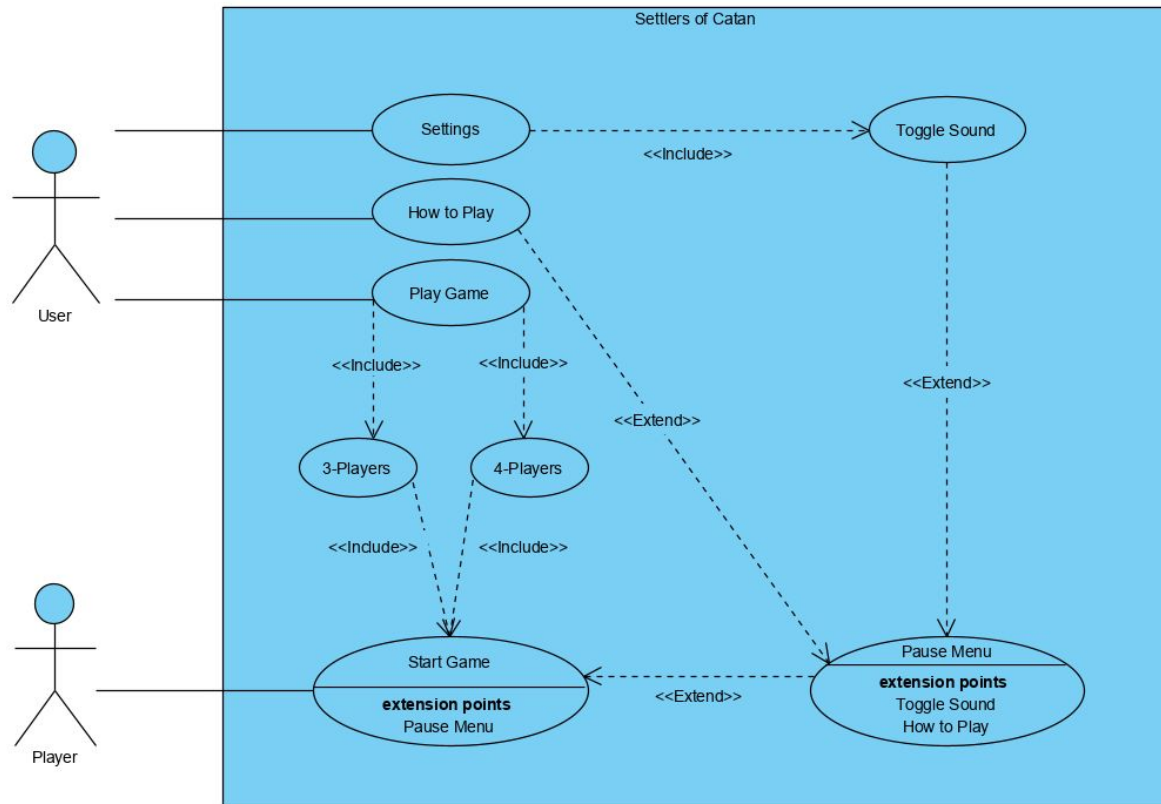 Settlers of Catan
Settings
Toggle Sound
<<Include>>
How to Play
Play Game
User
<<Include>>
<<Include>>
<<Extend>>
<<Extend>>
3-Players
4-Players
<<Include>>
<<Include>>
Start Game
extension points
Pause Menu
<<Extend>>
Pause Menu
extension points
Toggle Sound
How to Play
Player